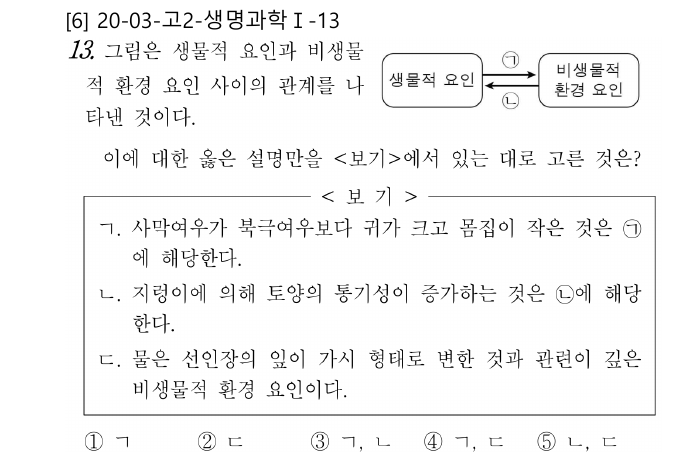 [6] 20-03-고2-생명과학Ⅰ-13
13. 그림은 생물적 요인과 비생물
적 환경 요인 사이의 관계를 나
타낸 것이다.
생물적 요인
㉠
㉡
비생물적
환경 요인
이에 대한 옳은 설명만을 <보기>에서 있는 대로 고른 것은?
< 보 기 >
ㄱ. 사막여우가 북극여우보다 귀가 크고 몸집이 작은 것은 ㉠
에 해당한다.
ㄴ. 지렁이에 의해 토양의 통기성이 증가하는 것은 ㉡에 해당
한다.
ㄷ. 물은 선인장의 잎이 가시 형태로 변한 것과 관련이 깊은
비생물적 환경 요인이다.
① ㄱ ② ㄷ ③ ㄱ, ㄴ ④ ㄱ, ㄷ ⑤ ㄴ, ㄷ